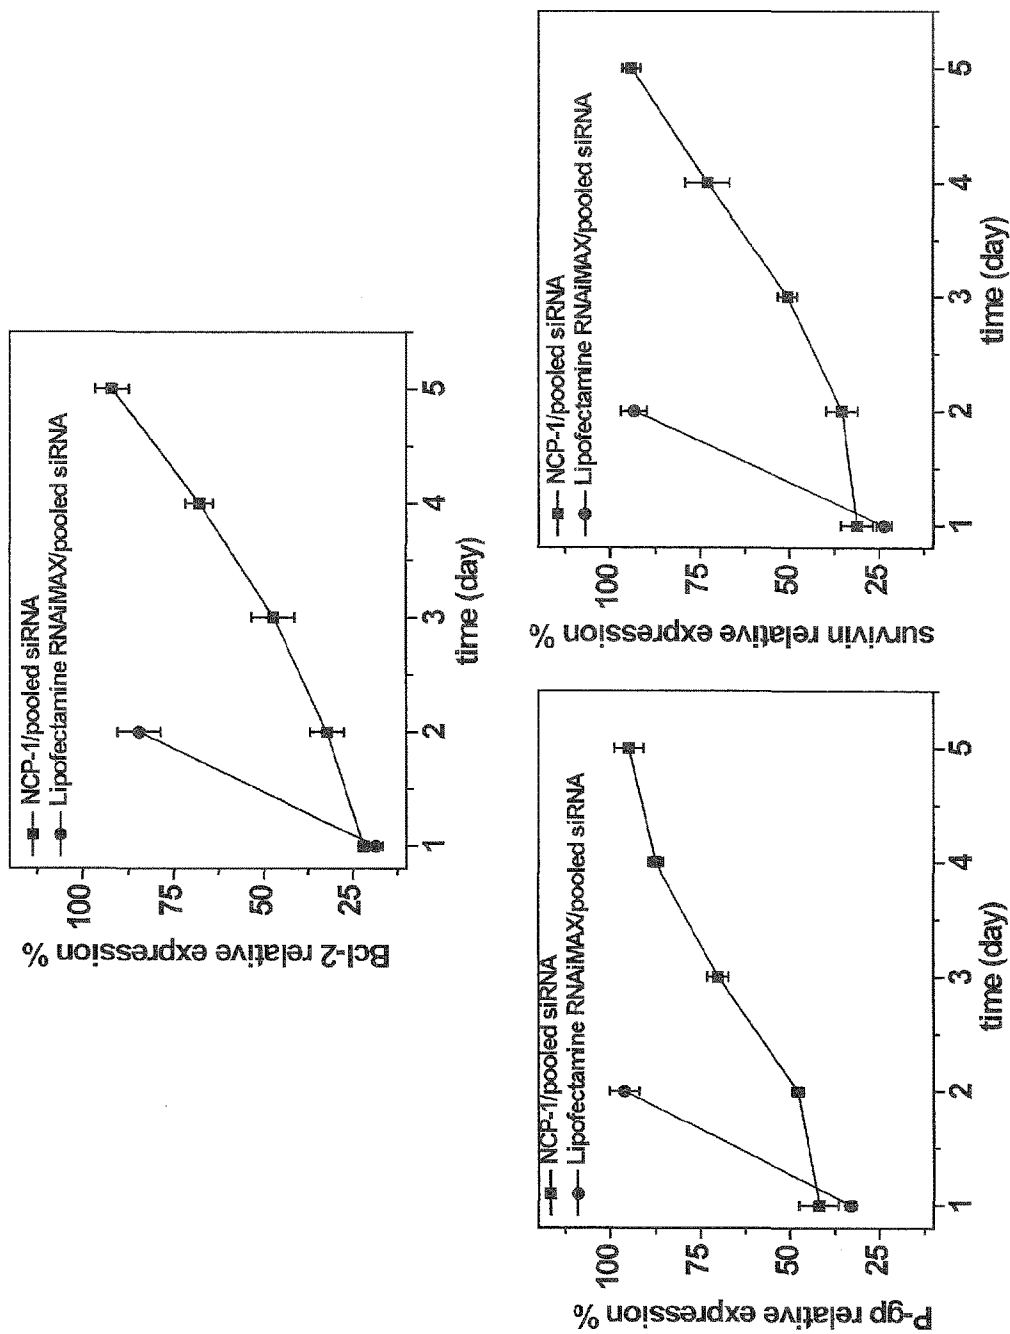 Bcl-2 relative expression %
100
75
50
25
NCP-1/pooled siRNA
Lipofectamine RNAiMAX/pooled siRNA
1 2 3 4 5
time (day)
P-gp relative expression %
100
75
50
25
NCP-1/pooled siRNA
Lipofectamine RNAiMAX/pooled siRNA
1 2 3 4 5
time (day)
survivin relative expression %
100
75
50
25
NCP-1/pooled siRNA
Lipofectamine RNAiMAX/pooled siRNA
1 2 3 4 5
time (day)